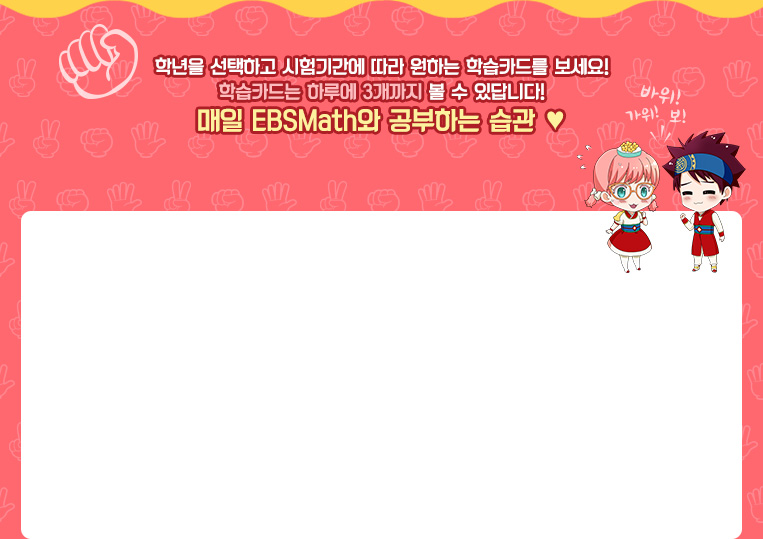 학년을 선택하고 시험기간에 따라 원하는 학습카드를 보세요!
학습카드는 하루에 3개까지 볼 수 있답니다!
매일 EBSMath와 공부하는 습관 ♥
바위!
가위! 보!